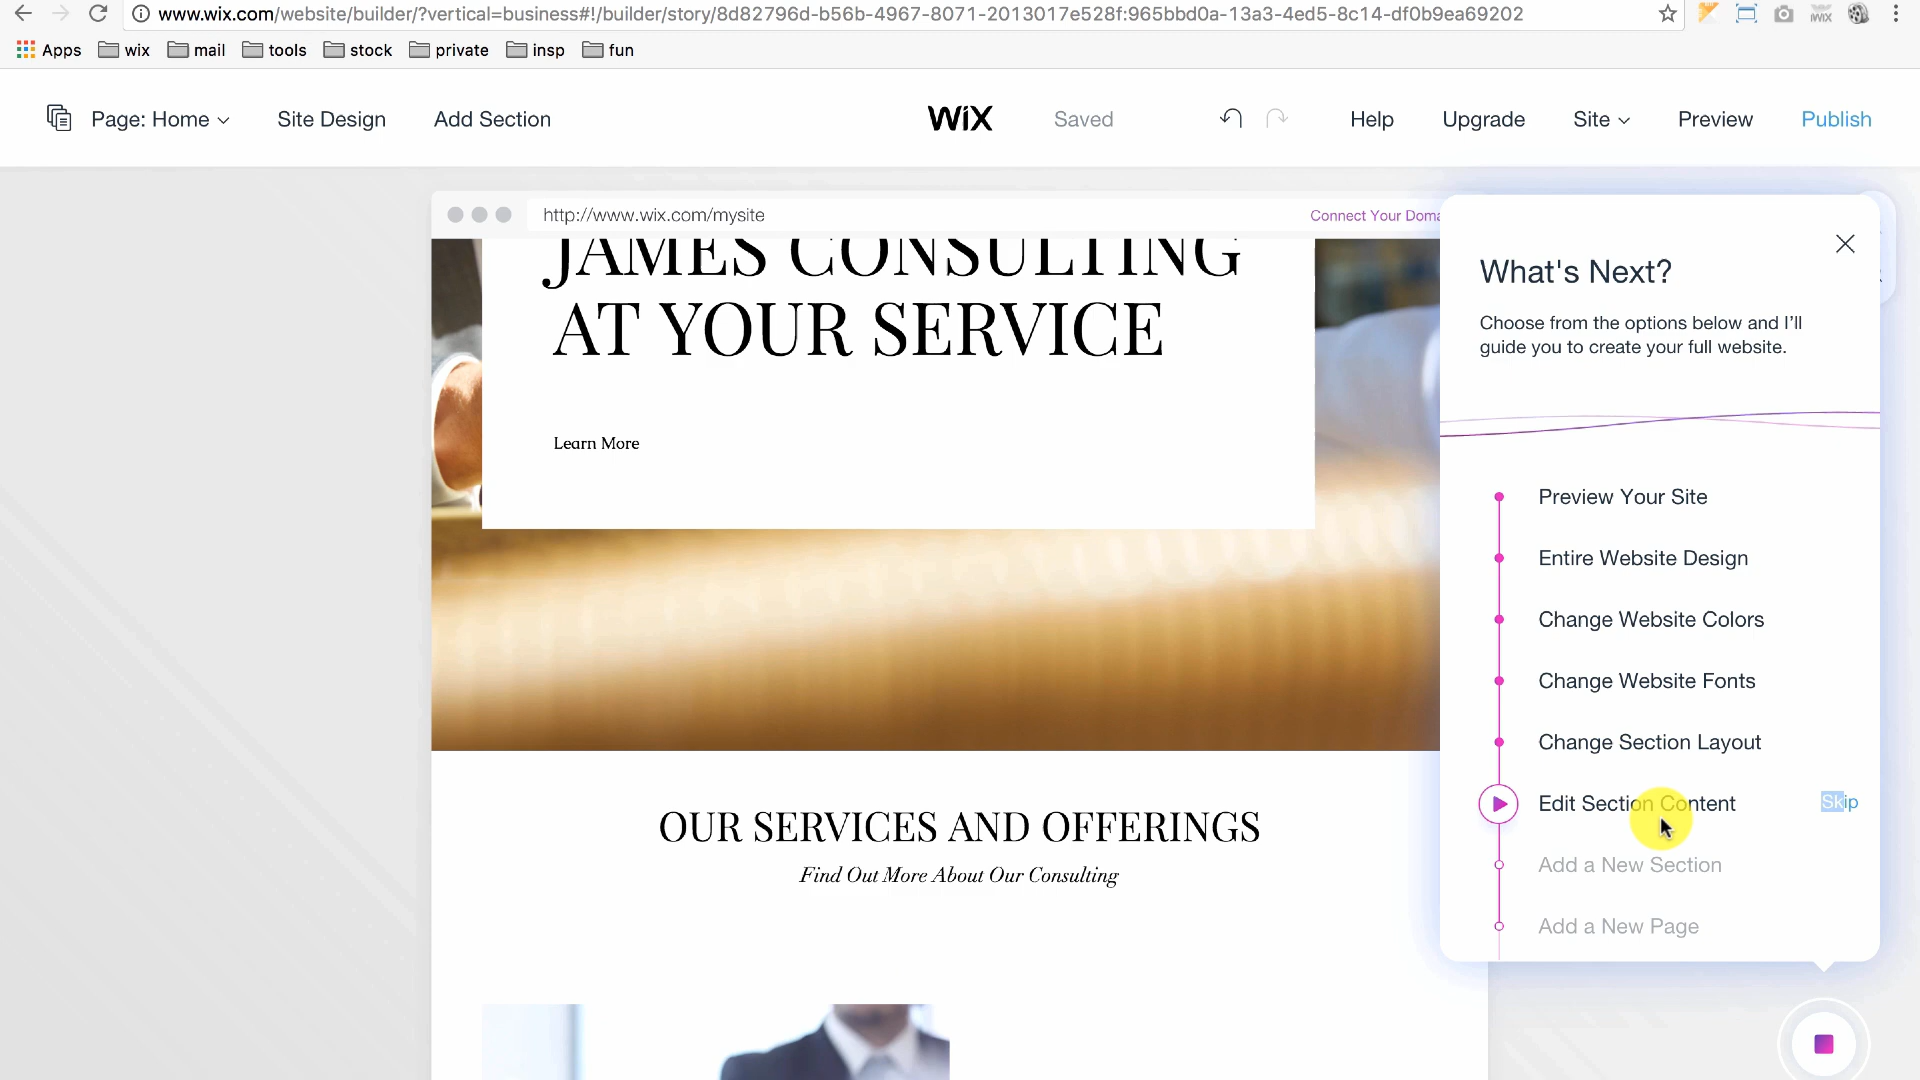 www.wix.com/website/builder/?vertical=business#!/builder/story/8d82796d-b56b-4967-8071-2013017e528f:965bbd0a-13a3-4ed5-8c14-df0b9ea69202
Apps wix mail tools stock private insp fun
Page: Home Site Design Add Section WiX Saved Help Upgrade Site Preview Publish
http://www.wix.com/mysite Connect Your Doma
JAMES CONSULTING
AT YOUR SERVICE
Learn More
OUR SERVICES AND OFFERINGS
Find Out More About Our Consulting
What's Next?
Choose from the options below and I'll
guide you to create your full website.
Preview Your Site
Entire Website Design
Change Website Colors
Change Website Fonts
Change Section Layout
Edit Section Content Skip
Add a New Section
Add a New Page